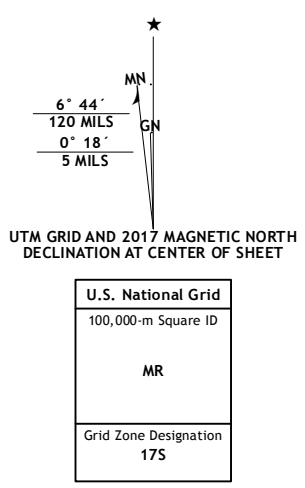 ★
MN
6° 44´
120 MILS
GN
0° 18´
5 MILS
UTM GRID AND 2017 MAGNETIC NORTH
DECLINATION AT CENTER OF SHEET
U.S. National Grid
100,000-m Square ID
MR
Grid Zone Designation
17S